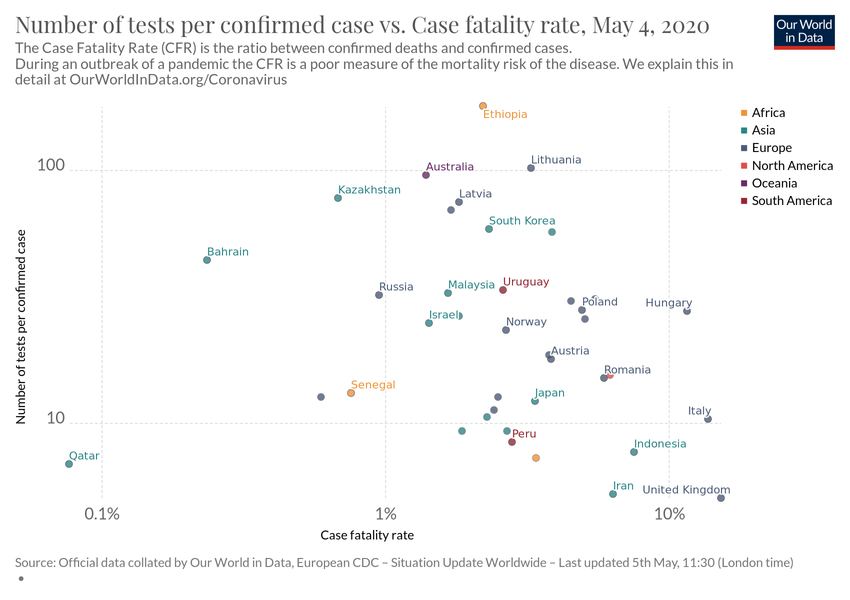 Number of tests per confirmed case vs. Case fatality rate, May 4, 2020
Our World
in Data
The Case Fatality Rate (CFR) is the ratio between confirmed deaths and confirmed cases.
During an outbreak of a pandemic the CFR is a poor measure of the mortality risk of the disease. We explain this in
detail at OurWorldInData.org/Coronavirus
Africa
Asia
Europe
North America
Oceania
South America
Number of tests per confirmed case
100
10
Ethiopia
Lithuania
Australia
Kazakhstan
Latvia
South Korea
Bahrain
Russia
Malaysia
Uruguay
Poland
Hungary
Israel
Norway
Austria
Romania
Senegal
Japan
Italy
Peru
Indonesia
Qatar
Iran
United Kingdom
0.1%
1%
10%
Case fatality rate
Source: Official data collated by Our World in Data, European CDC – Situation Update Worldwide – Last updated 5th May, 11:30 (London time)